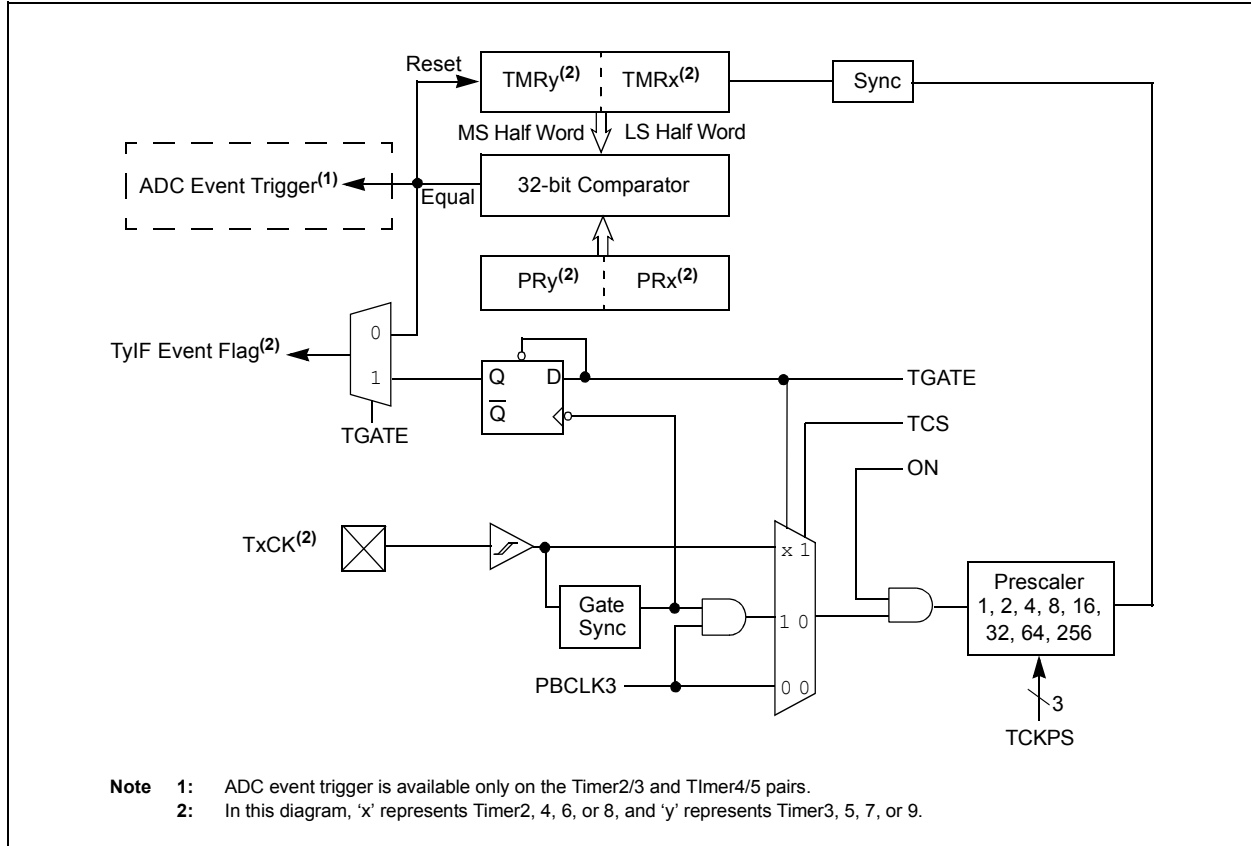 Reset
TMRy(2) TMRx(2)
Sync
MS Half Word LS Half Word
ADC Event Trigger(1)
Equal
32-bit Comparator
PRy(2) PRx(2)
0
TyIF Event Flag(2)
1
Q D
Q
TGATE
TGATE
TCS
ON
TxCK(2)
x 1
Gate
Sync
1 0
Prescaler
1, 2, 4, 8, 16,
32, 64, 256
PBCLK3
0 0
3
TCKPS
Note 1: ADC event trigger is available only on the Timer2/3 and TImer4/5 pairs.
2: In this diagram, ‘x’ represents Timer2, 4, 6, or 8, and ‘y’ represents Timer3, 5, 7, or 9.